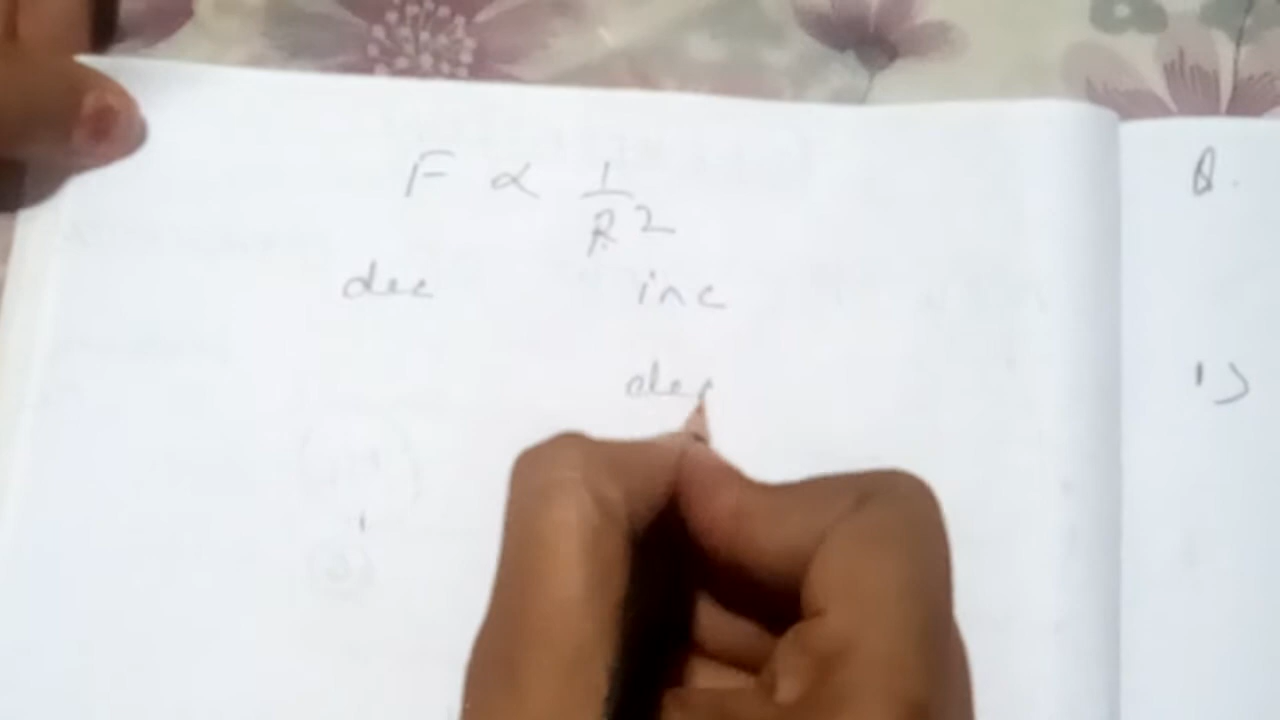 F ∝ 1/R²
dec inc
dec
Q.
1)